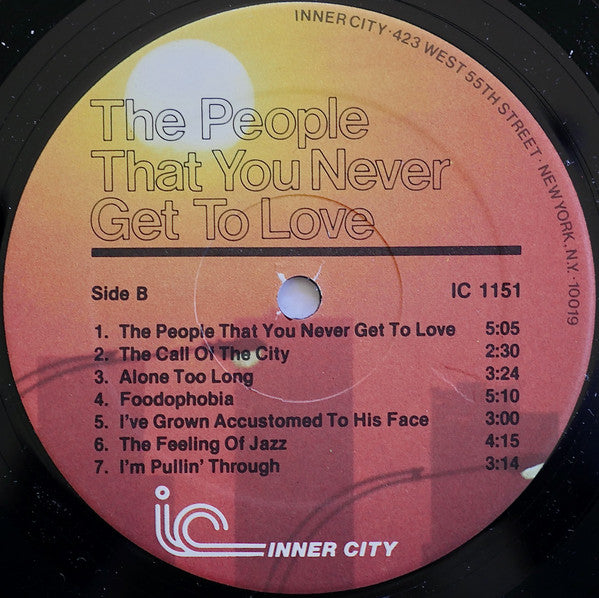 INNER CITY · 423 WEST 55TH STREET · NEW YORK, N.Y. 10019
The People
That You Never
Get To Love
Side B IC 1151
1. The People That You Never Get To Love 5:05
2. The Call Of The City 2:30
3. Alone Too Long 3:24
4. Foodophobia 5:10
5. I've Grown Accustomed To His Face 3:00
6. The Feeling Of Jazz 4:15
7. I'm Pullin' Through 3:14
ic INNER CITY